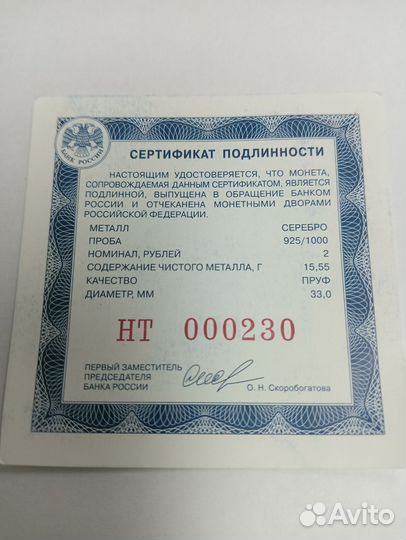 БАНК РОССИИ
СЕРТИФИКАТ ПОДЛИННОСТИ
НАСТОЯЩИМ УДОСТОВЕРЯЕТСЯ, ЧТО МОНЕТА,
СОПРОВОЖДАЕМАЯ ДАННЫМ СЕРТИФИКАТОМ, ЯВЛЯЕТСЯ
ПОДЛИННОЙ, ВЫПУЩЕНА В ОБРАЩЕНИЕ БАНКОМ
РОССИИ И ОТЧЕКАНЕНА МОНЕТНЫМИ ДВОРАМИ
РОССИЙСКОЙ ФЕДЕРАЦИИ.
МЕТАЛЛ СЕРЕБРО
ПРОБА 925/1000
НОМИНАЛ, РУБЛЕЙ 2
СОДЕРЖАНИЕ ЧИСТОГО МЕТАЛЛА, Г 15,55
КАЧЕСТВО ПРУФ
ДИАМЕТР, ММ 33,0
НТ 000230
ПЕРВЫЙ ЗАМЕСТИТЕЛЬ
ПРЕДСЕДАТЕЛЯ
БАНКА РОССИИ О. Н. Скоробогатова
Avito